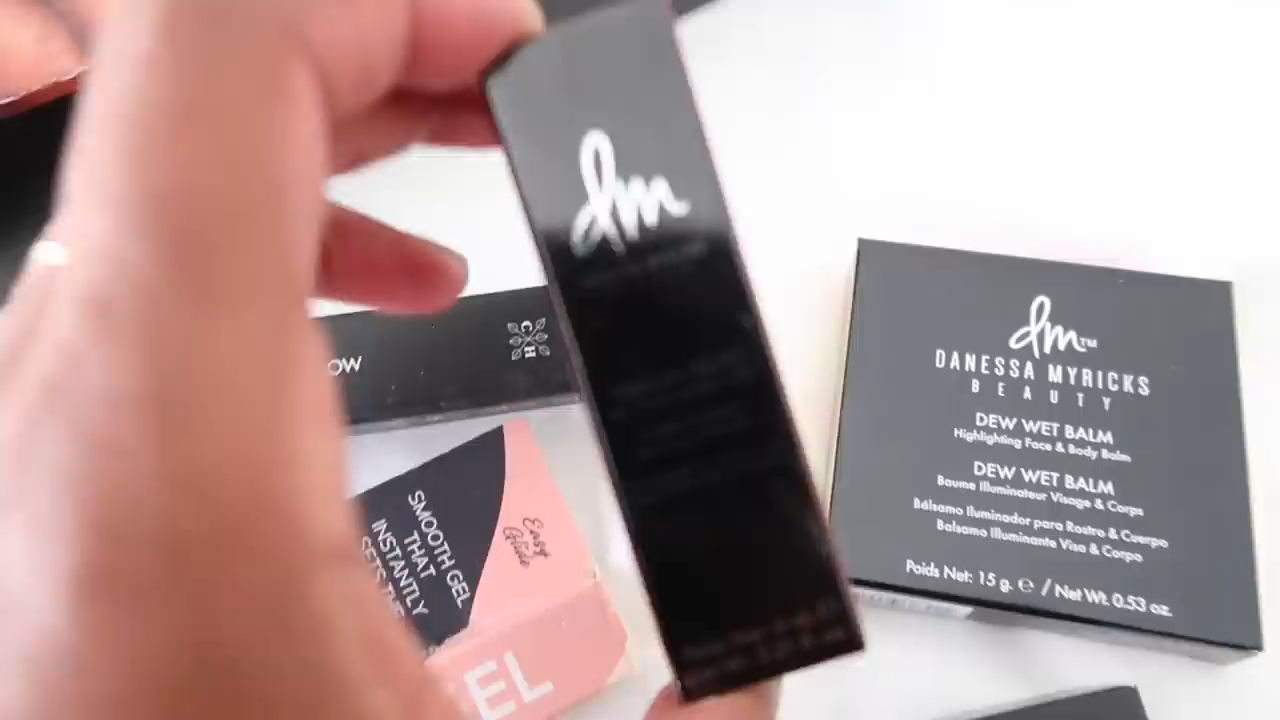 dm
OW
C H
SMOOTH GEL
THAT
INSTANTLY
SETS THE
Easy
Glide
EL
dm™
DANESSA MYRICKS
BEAUTY
DEW WET BALM
Highlighting Face & Body Balm
DEW WET BALM
Baume Illuminateur Visage & Corps
Bálsamo Iluminador para Rostro & Cuerpo
Balsamo Illuminante Viso & Corpo
Poids Net: 15 g. ℮ / Net Wt. 0.53 oz.